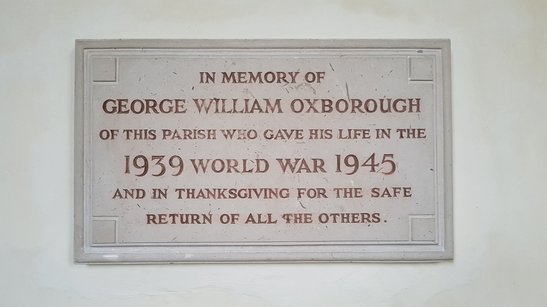 IN MEMORY OF
GEORGE WILLIAM OXBOROUGH
OF THIS PARISH WHO GAVE HIS LIFE IN THE
1939 WORLD WAR 1945
AND IN THANKSGIVING FOR THE SAFE
RETURN OF ALL THE OTHERS.